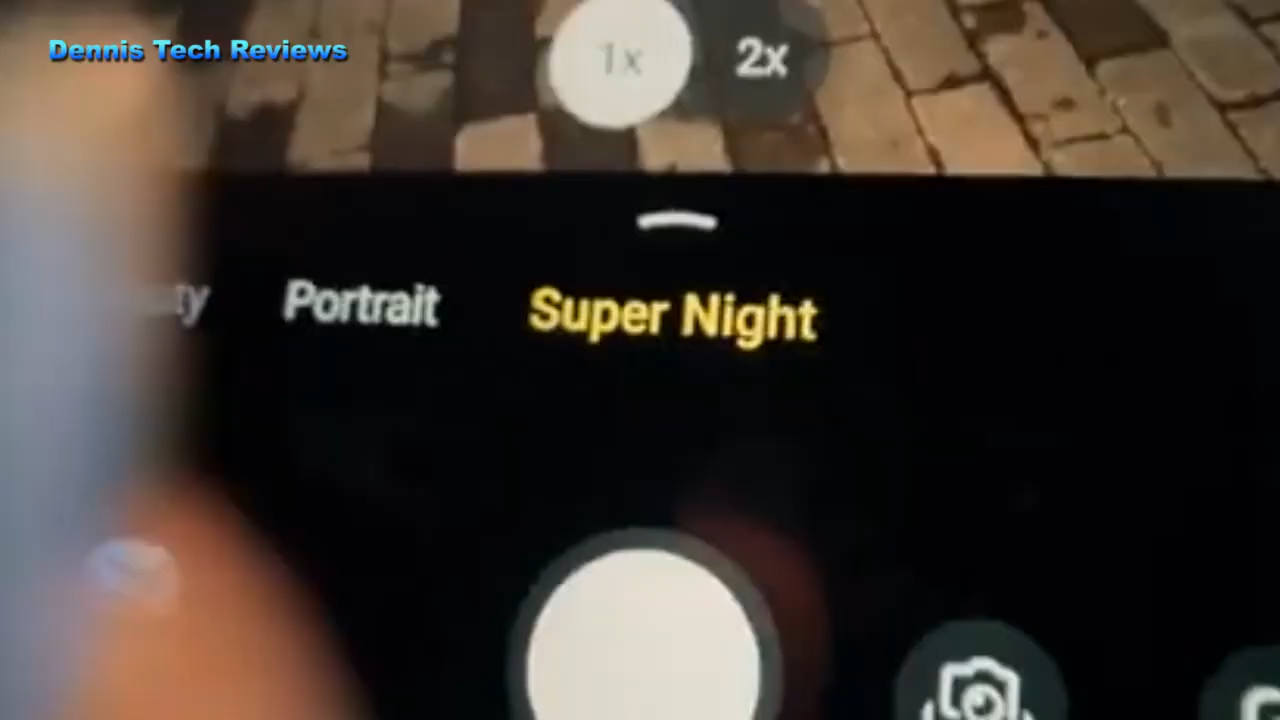 Dennis Tech Reviews
1x
2x
Portrait
Super Night